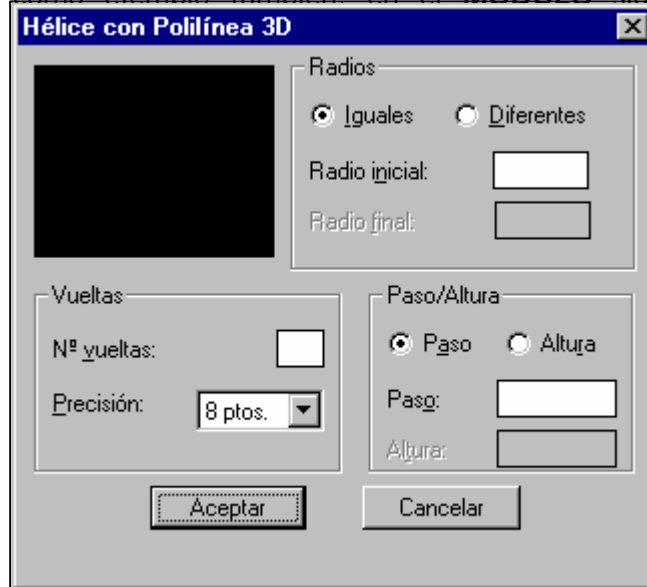 Hélice con Polilínea 3D
Radios
Iguales Diferentes
Radio inicial:
Radio final:
Vueltas
Nº vueltas:
Precisión: 8 ptos.
Paso/Altura
Paso Altura
Paso:
Altura:
Aceptar Cancelar